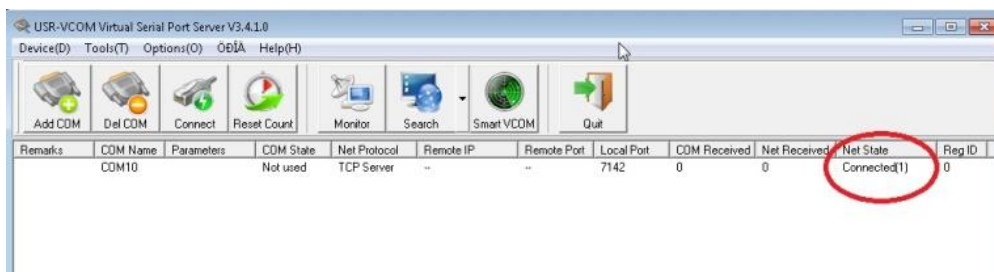 USR-VCOM Virtual Serial Port Server V3.4.1.0
Device(D) Tools(T) Options(O) ÖÐÎÄ Help(H)
Add COM Del COM Connect Reset Count Monitor Search Smart VCOM Quit
Remarks COM Name Parameters COM State Net Protocol Remote IP Remote Port Local Port COM Received Net Received Net State Reg ID
COM10 Not used TCP Server -- -- 7142 0 0 Connected(1) 0